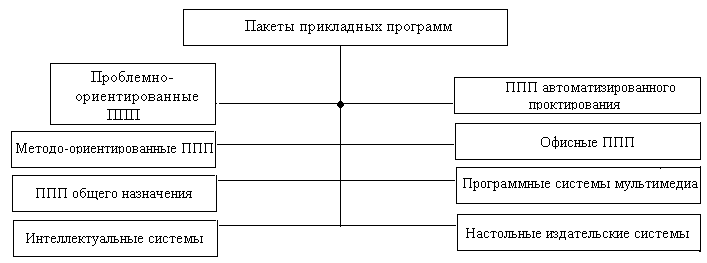 Пакеты прикладных программ
Проблемно-
ориентированные
ППП
ППП автоматизированного
проктирования
Методо-ориентированные ППП
Офисные ППП
ППП общего назначения
Программные системы мультимедиа
Интеллектуальные системы
Настольные издательские системы